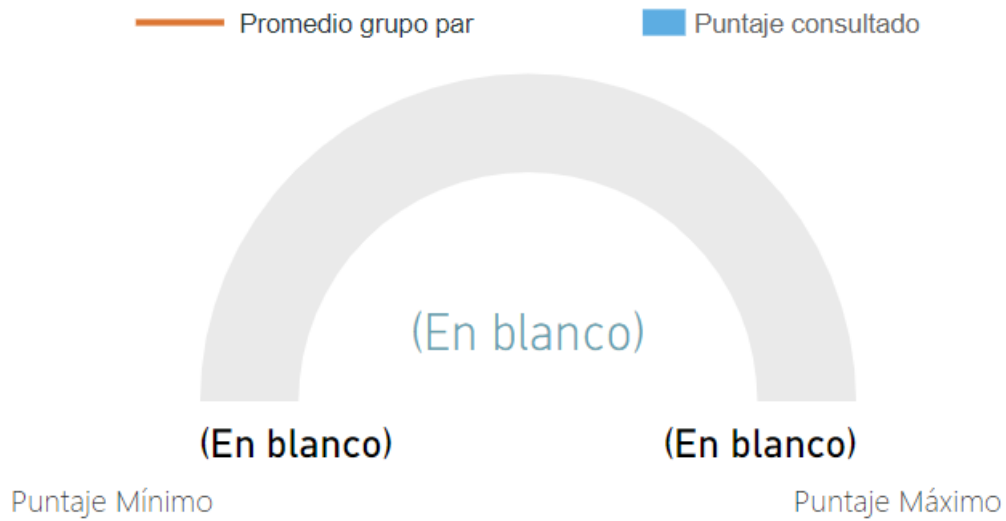 Promedio grupo par
Puntaje consultado
(En blanco)
(En blanco)
(En blanco)
Puntaje Mínimo
Puntaje Máximo